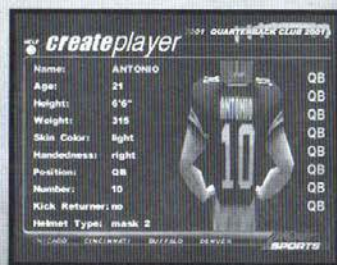 HELP createplayer 2001 QUARTERBACK CLUB 2001
Name: ANTONIO
Age: 21
Height: 6'6"
Weight: 315
Skin Color: light
Handedness: right
Position: QB
Number: 10
Kick Returner: no
Helmet Type: mask 2
ANTONIO
10
QB
QB
QB
QB
QB
QB
QB
CHICAGO CINCINNATI BUFFALO DENVER
SPORTS